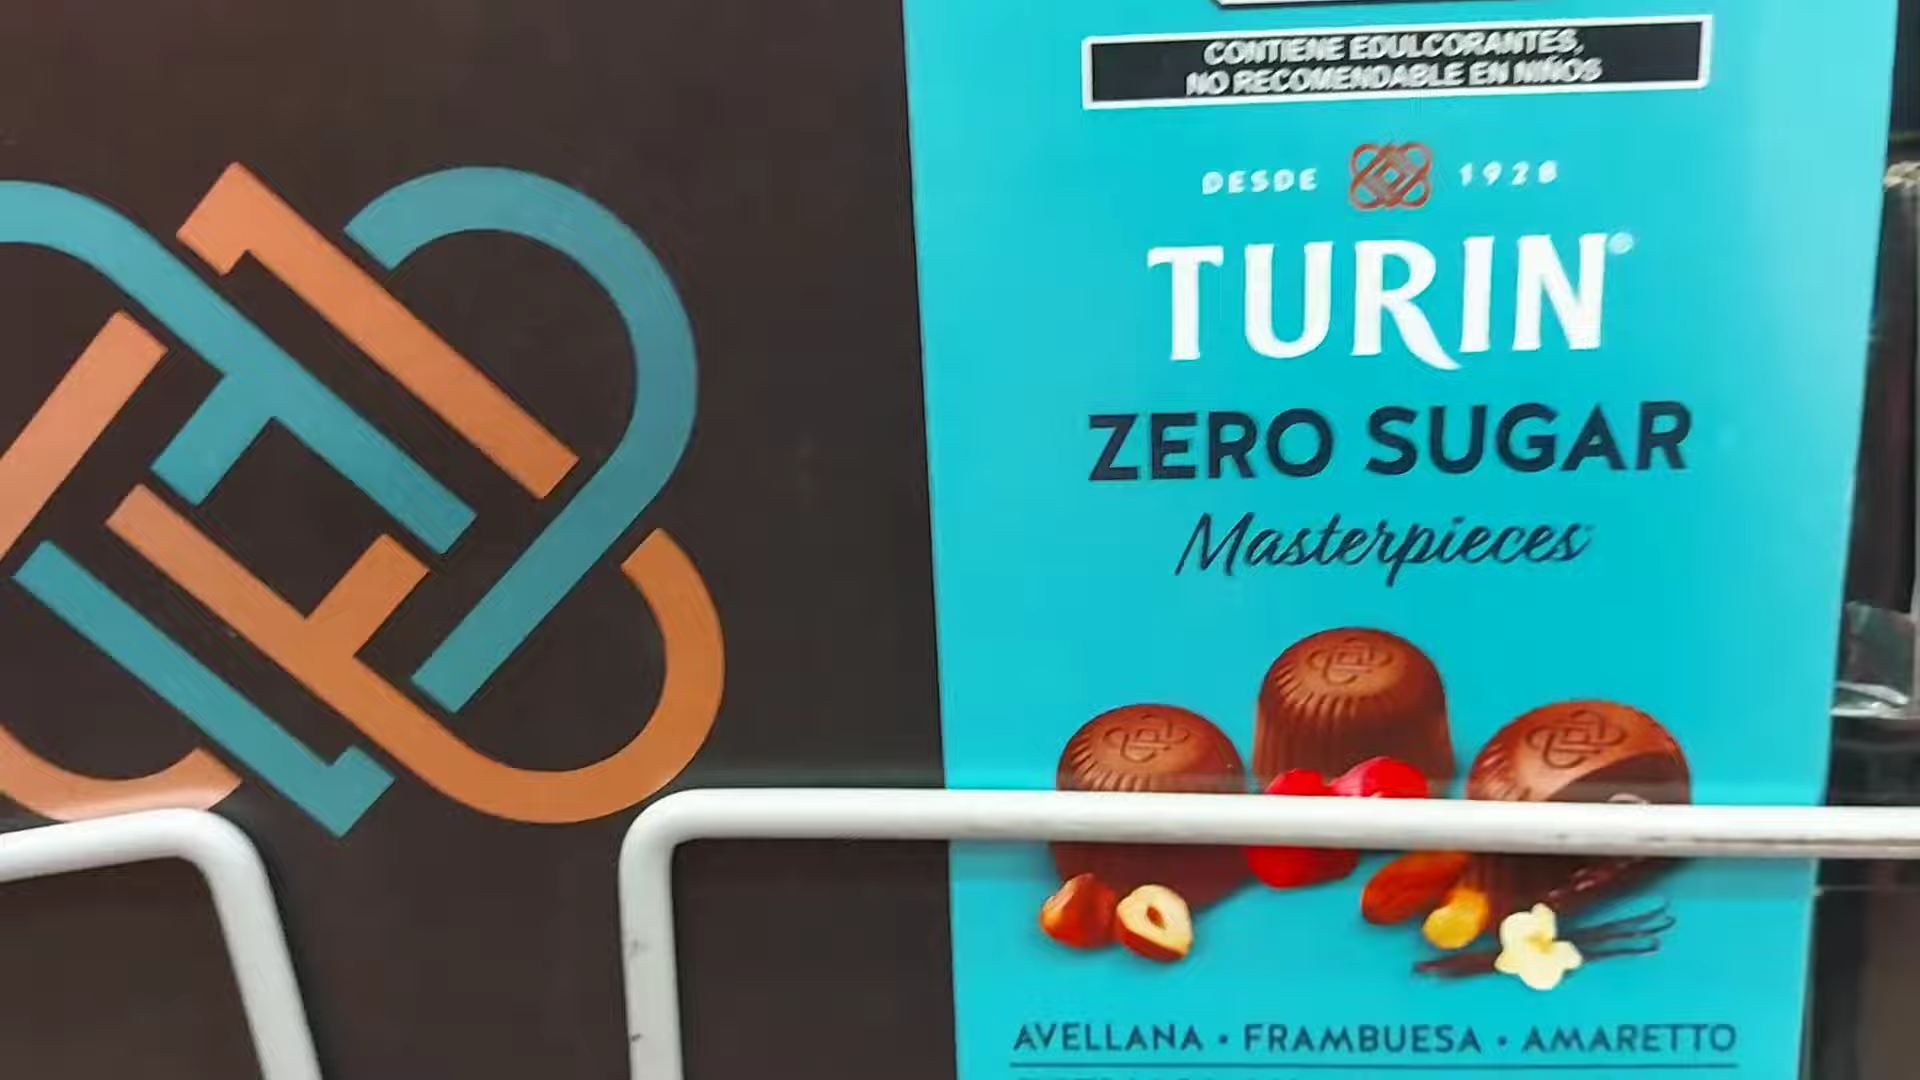 CONTIENE EDULCORANTES,
NO RECOMENDABLE EN NIÑOS
DESDE 1928
TURIN®
ZERO SUGAR
Masterpieces
AVELLANA • FRAMBUESA • AMARETTO